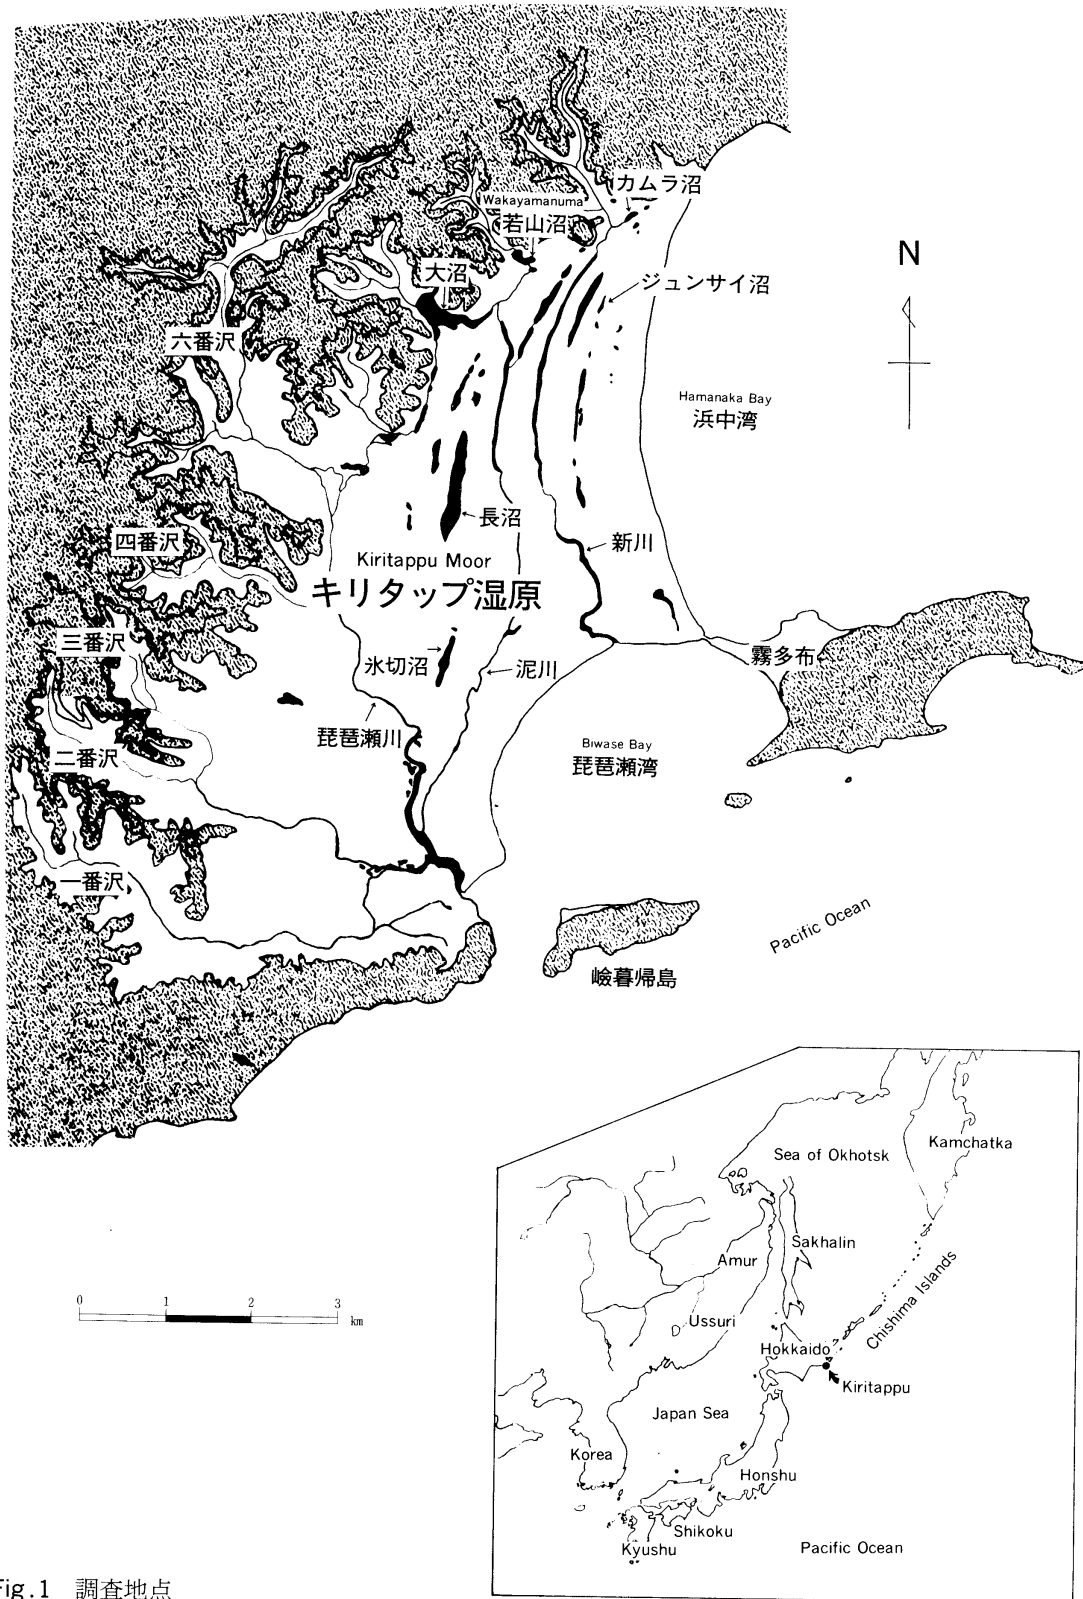 カムラ沼
Wakayamanuma
若山沼
大沼
ジュンサイ沼
N
六番沢
Hamanaka Bay
浜中湾
長沼
四番沢
新川
Kiritappu Moor
キリタップ湿原
三番沢
霧多布
氷切沼
泥川
琵琶瀬川
二番沢
Biwase Bay
琵琶瀬湾
一番沢
Pacific Ocean
嶮暮帰島
Kamchatka
Sea of Okhotsk
Sakhalin
Amur
Chishima Islands
Ussuri
Hokkaido
Kiritappu
Japan Sea
Korea
Honshu
Shikoku
Kyushu
Pacific Ocean
0 1 2 3 km
Fig.1 調査地点